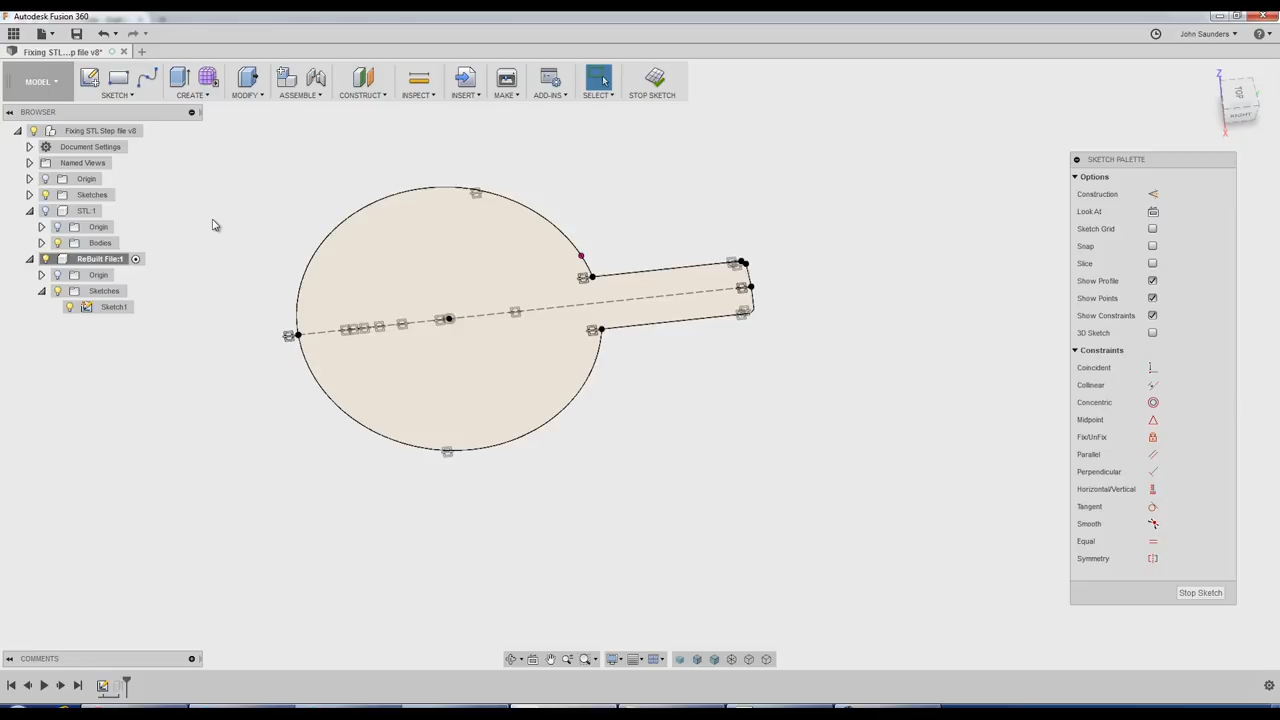 Autodesk Fusion 360
John Saunders
Fixing STL...p file v8*
MODEL
SKETCH
CREATE
MODIFY
ASSEMBLE
CONSTRUCT
INSPECT
INSERT
MAKE
ADD-INS
SELECT
STOP SKETCH
BROWSER
Fixing STL Step file v8
Document Settings
Named Views
Origin
Sketches
STL:1
Origin
Bodies
ReBuilt File:1
Origin
Sketches
Sketch1
Z
TOP
RIGHT
X
SKETCH PALETTE
Options
Construction
Look At
Sketch Grid
Snap
Slice
Show Profile
Show Points
Show Constraints
3D Sketch
Constraints
Coincident
Collinear
Concentric
Midpoint
Fix/UnFix
Parallel
Perpendicular
Horizontal/Vertical
Tangent
Smooth
Equal
Symmetry
Stop Sketch
COMMENTS